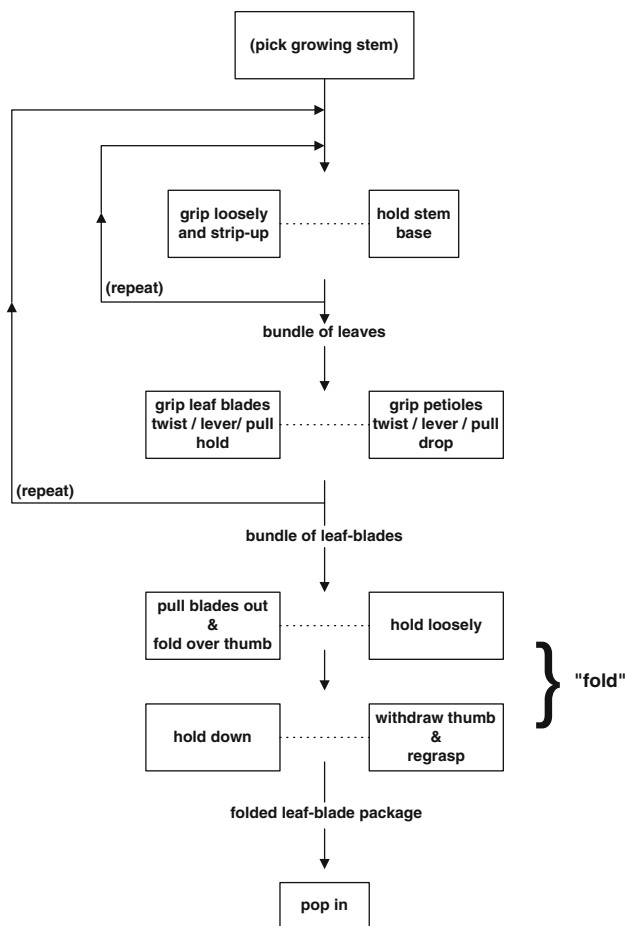 (pick growing stem)
grip loosely
and strip-up
hold stem
base
(repeat)
bundle of leaves
grip leaf blades
twist / lever/ pull
hold
grip petioles
twist / lever / pull
drop
(repeat)
bundle of leaf-blades
pull blades out
&
fold over thumb
hold loosely
"fold"
hold down
withdraw thumb
&
regrasp
folded leaf-blade package
pop in